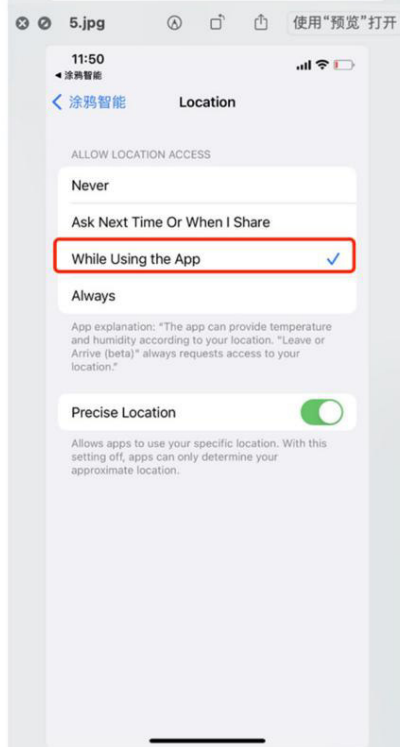 5.jpg
使用“预览”打开
11:50
◀ 涂鸦智能
涂鸦智能
Location
ALLOW LOCATION ACCESS
Never
Ask Next Time Or When I Share
While Using the App
Always
App explanation: “The app can provide temperature
and humidity according to your location. “Leave or
Arrive (beta)“ always requests access to your
location.”
Precise Location
Allows apps to use your specific location. With this
setting off, apps can only determine your
approximate location.